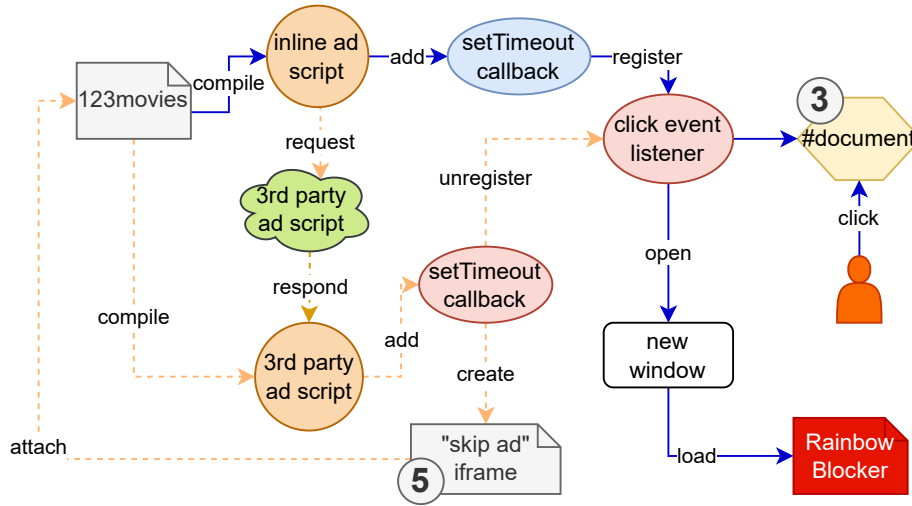 inline ad
script
setTimeout
callback
add
register
compile
123movies
3
#document
click event
listener
request
unregister
3rd party
ad script
click
open
setTimeout
callback
respond
compile
add
new
window
3rd party
ad script
create
attach
"skip ad"
iframe
5
load
Rainbow
Blocker